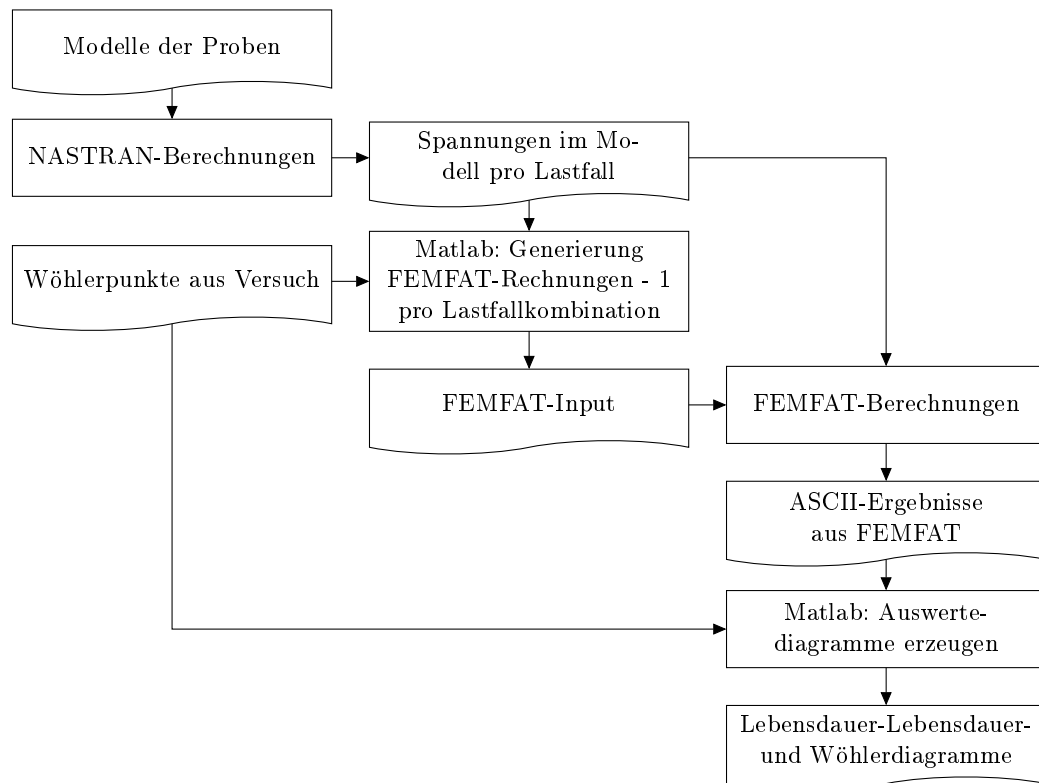 Modelle der Proben
NASTRAN-Berechnungen
Spannungen im Mo-
dell pro Lastfall
Wöhlerpunkte aus Versuch
Matlab: Generierung
FEMFAT-Rechnungen - 1
pro Lastfallkombination
FEMFAT-Input
FEMFAT-Berechnungen
ASCII-Ergebnisse
aus FEMFAT
Matlab: Auswerte-
diagramme erzeugen
Lebensdauer-Lebensdauer-
und Wöhlerdiagramme